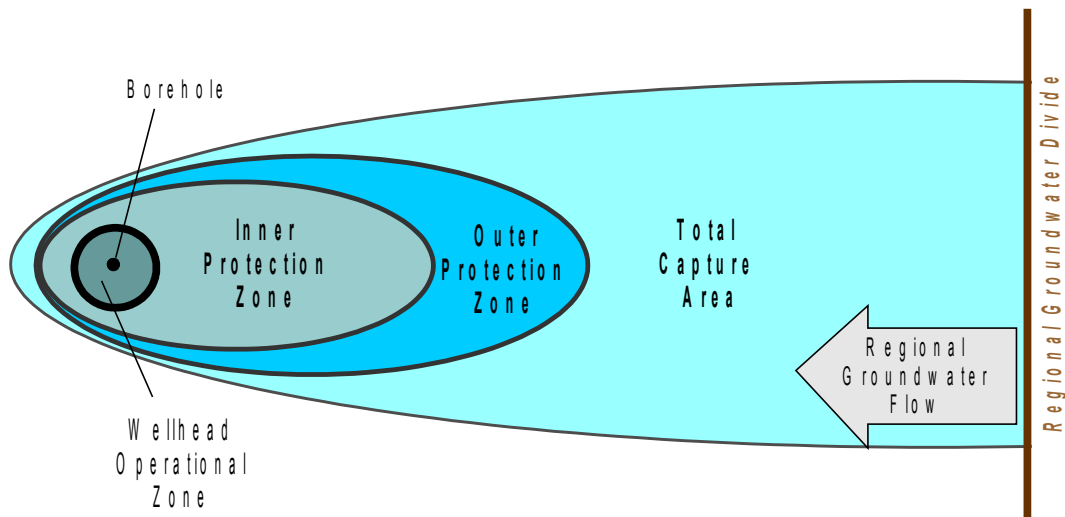 Borehole
Inner
Protection
Zone
Outer
Protection
Zone
Total
Capture
Area
Regional
Groundwater
Flow
Wellhead
Operational
Zone
Regional Groundwater Divide